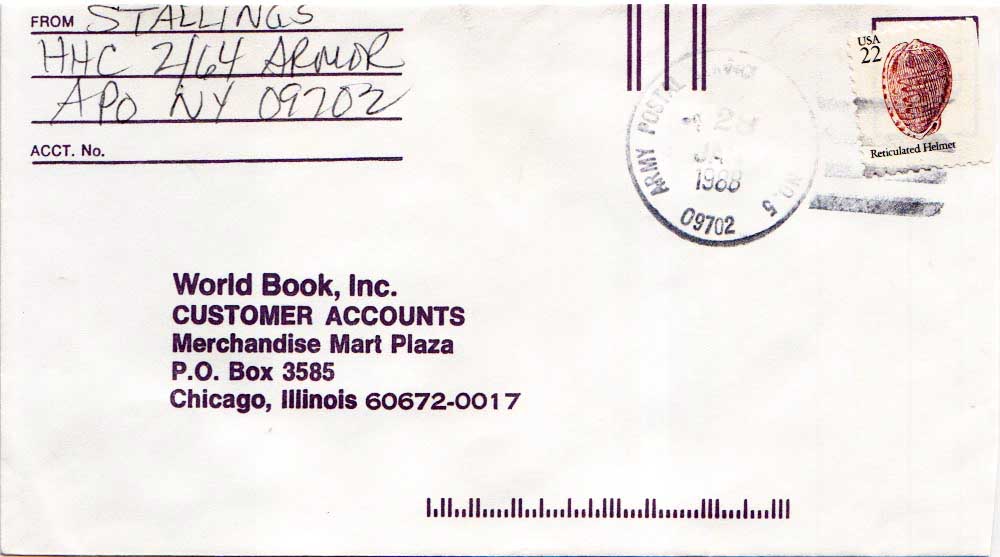 FROM STALLINGS
HHC 2/64 ARMOR
APO NY 09702
ACCT. No.
USA
22
Reticulated Helmet
ARMY POSTAL
NO. 5
28
JA
1988
09702
World Book, Inc.
CUSTOMER ACCOUNTS
Merchandise Mart Plaza
P.O. Box 3585
Chicago, Illinois 60672-0017